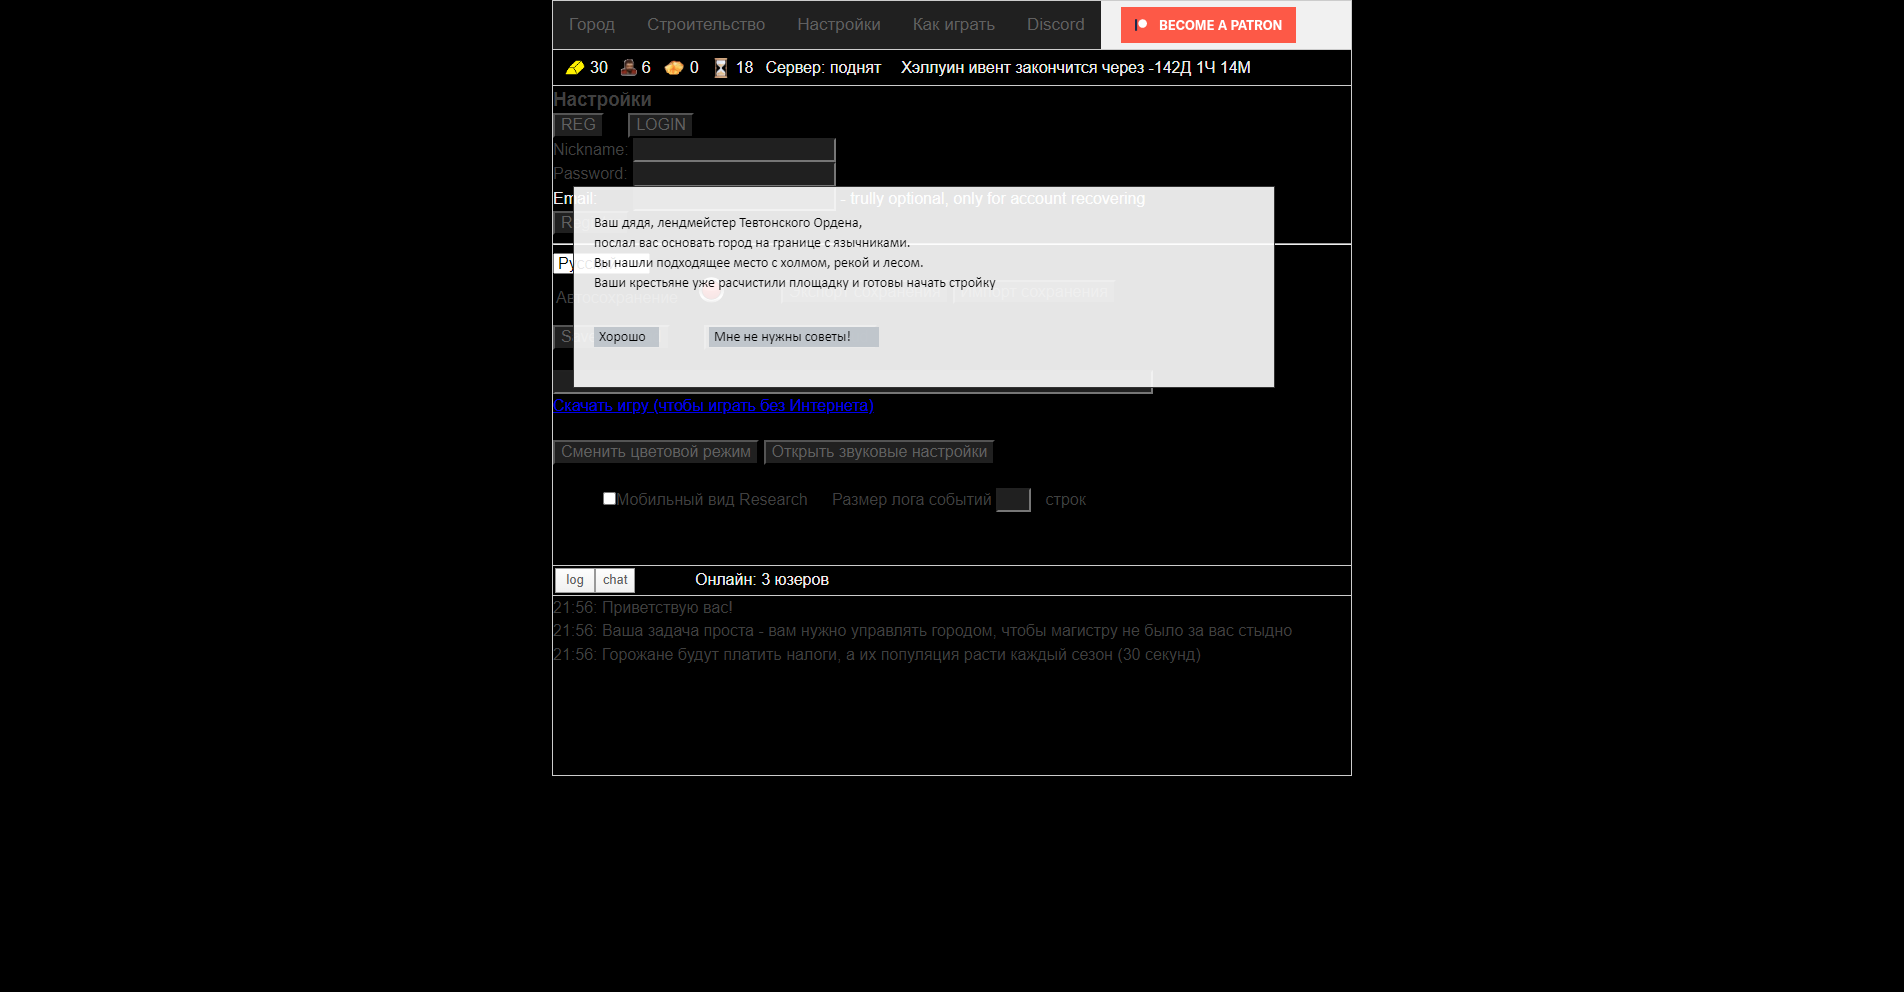 Город Строительство Настройки Как играть Discord BECOME A PATRON
30 6 0 18 Сервер: поднят Хэллуин ивент закончится через -142Д 1Ч 14М
Настройки
REG LOGIN
Nickname:
Password:
Email: - trully optional, only for account recovering
Ваш дядя, лендмейстер Тевтонского Ордена,
послал вас основать город на границе с язычниками.
Вы нашли подходящее место с холмом, рекой и лесом.
Ваши крестьяне уже расчистили площадку и готовы начать стройку
Хорошо Мне не нужны советы!
Скачать игру (чтобы играть без Интернета)
Сменить цветовой режим Открыть звуковые настройки
Мобильный вид Research Размер лога событий строк
log chat Онлайн: 3 юзеров
21:56: Приветствую вас!
21:56: Ваша задача проста - вам нужно управлять городом, чтобы магистру не было за вас стыдно
21:56: Горожане будут платить налоги, а их популяция расти каждый сезон (30 секунд)